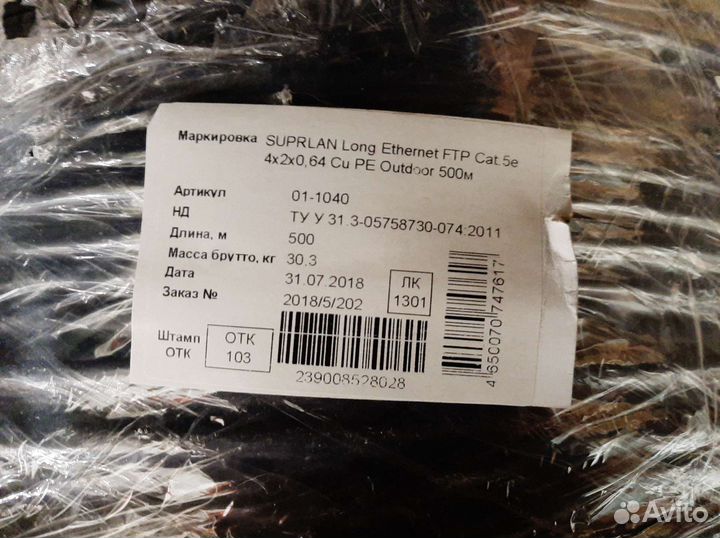 Маркировка SUPRLAN Long Ethernet FTP Cat.5e
4x2x0,64 Cu PE Outdoor 500м
Артикул 01-1040
НД ТУ У 31.3-05758730-074:2011
Длина, м 500
Масса брутто, кг 30,3
Дата 31.07.2018
Заказ № 2018/5/202
ЛК
1301
Штамп
ОТК
ОТК
103
239008528028
4650070747617
Avito